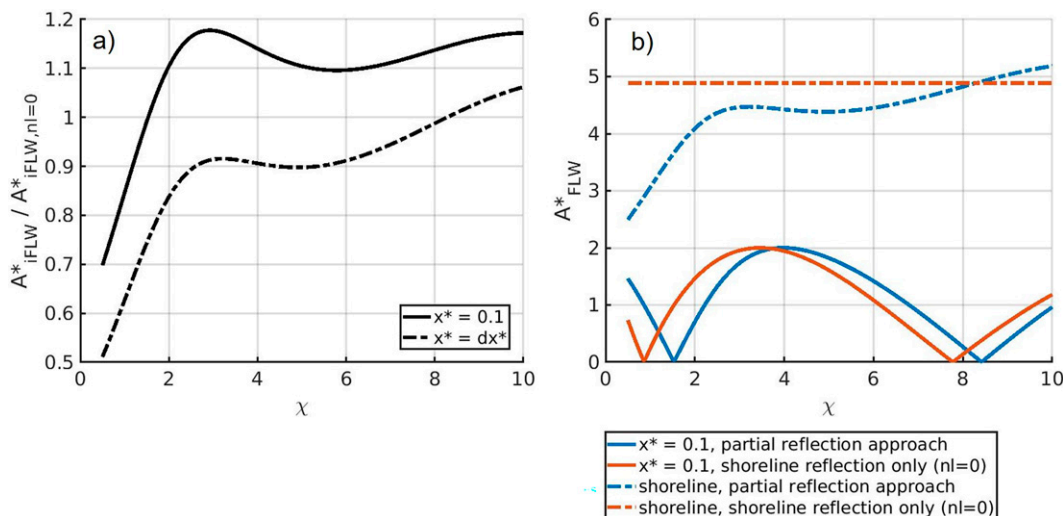 a)
1.2
1.1
1
0.9
0.8
0.7
0.6
0.5
0 2 4 6 8 10
A*iFLW / A*iFLW,nl=0
χ
x* = 0.1
x* = dx*
b)
6
5
4
3
2
1
0
0 2 4 6 8 10
A*FLW
χ
x* = 0.1, partial reflection approach
x* = 0.1, shoreline reflection only (nl=0)
shoreline, partial reflection approach
shoreline, shoreline reflection only (nl=0)